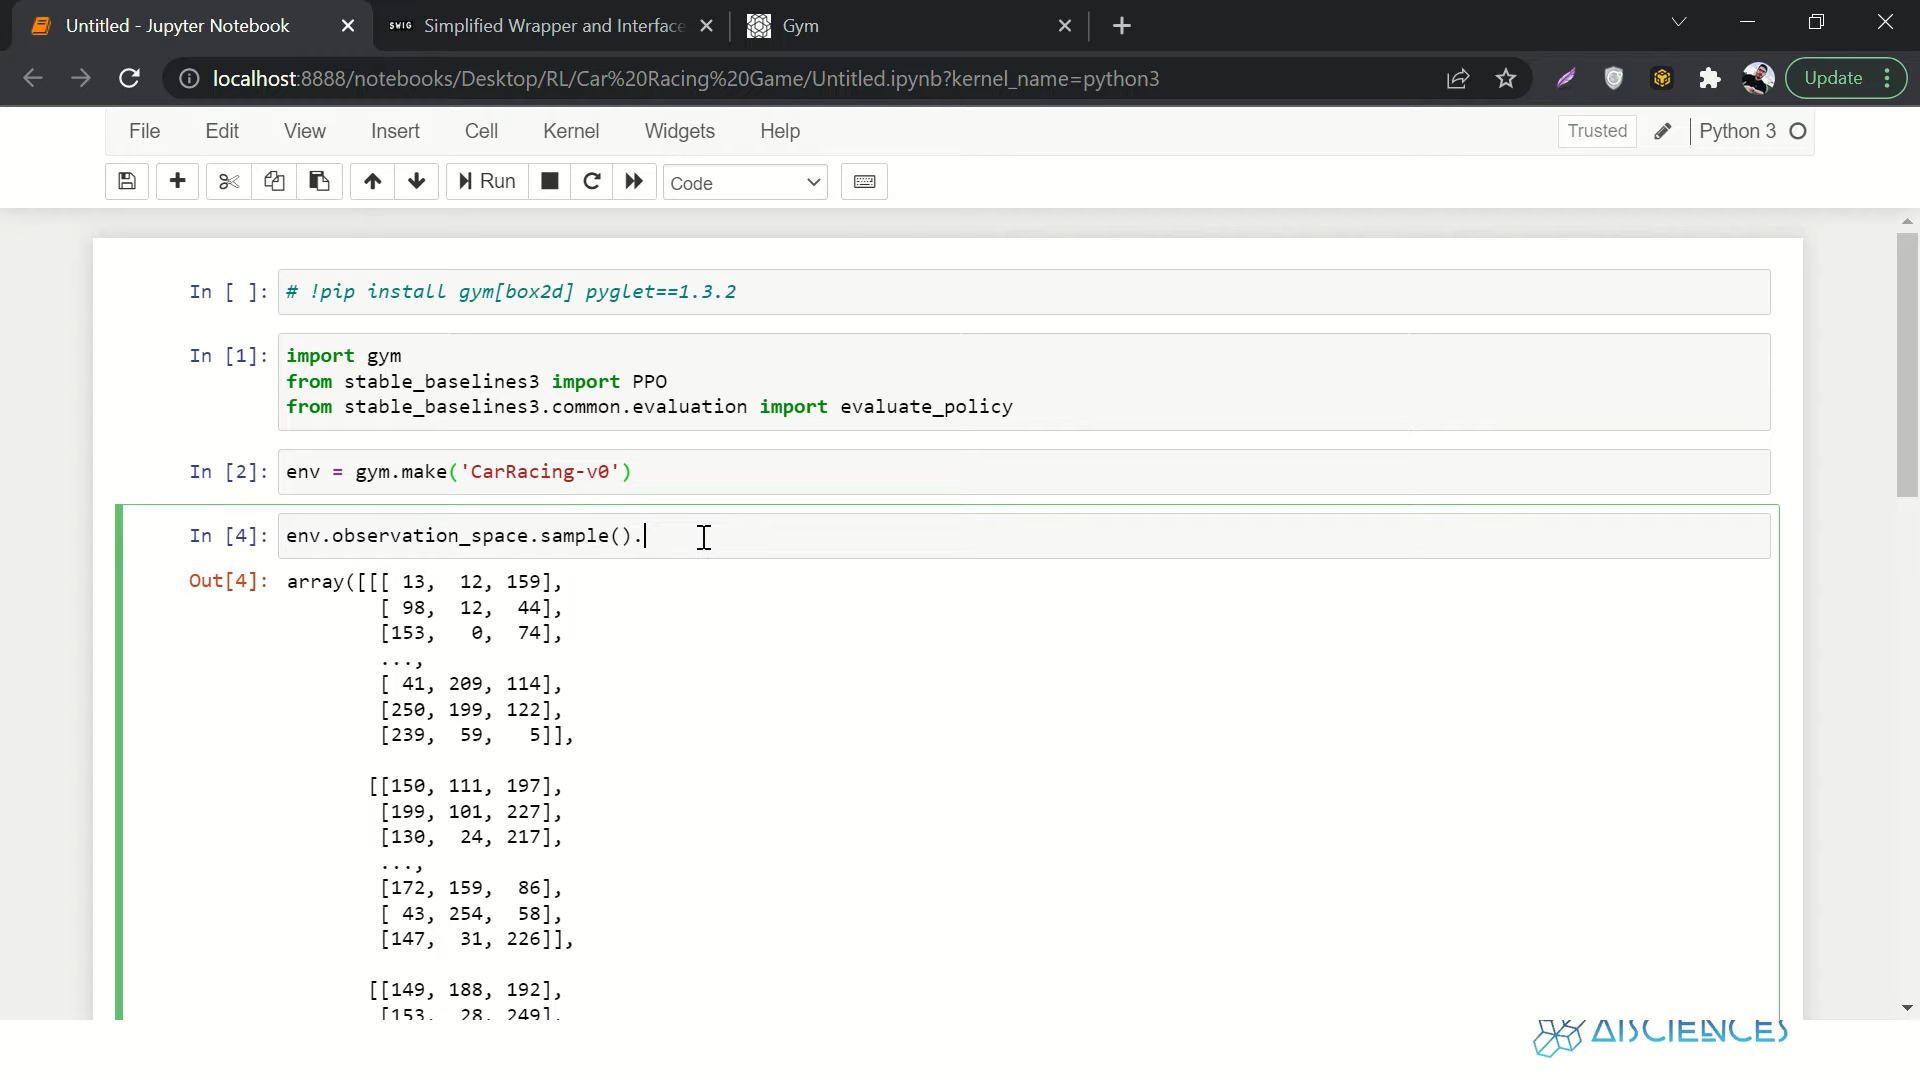 Untitled - Jupyter Notebook
SWIG Simplified Wrapper and Interface
Gym
localhost:8888/notebooks/Desktop/RL/Car%20Racing%20Game/Untitled.ipynb?kernel_name=python3
Update
File Edit View Insert Cell Kernel Widgets Help
Trusted Python 3
Run Code
In [ ]: # !pip install gym[box2d] pyglet==1.3.2
In [1]: import gym
from stable_baselines3 import PPO
from stable_baselines3.common.evaluation import evaluate_policy
In [2]: env = gym.make('CarRacing-v0')
In [4]: env.observation_space.sample().
Out[4]: array([[[ 13, 12, 159],
[ 98, 12, 44],
[153, 0, 74],
...,
[ 41, 209, 114],
[250, 199, 122],
[239, 59, 5]],
[[150, 111, 197],
[199, 101, 227],
[130, 24, 217],
...,
[172, 159, 86],
[ 43, 254, 58],
[147, 31, 226]],
[[149, 188, 192],
[153, 28, 249],
AISCIENCES